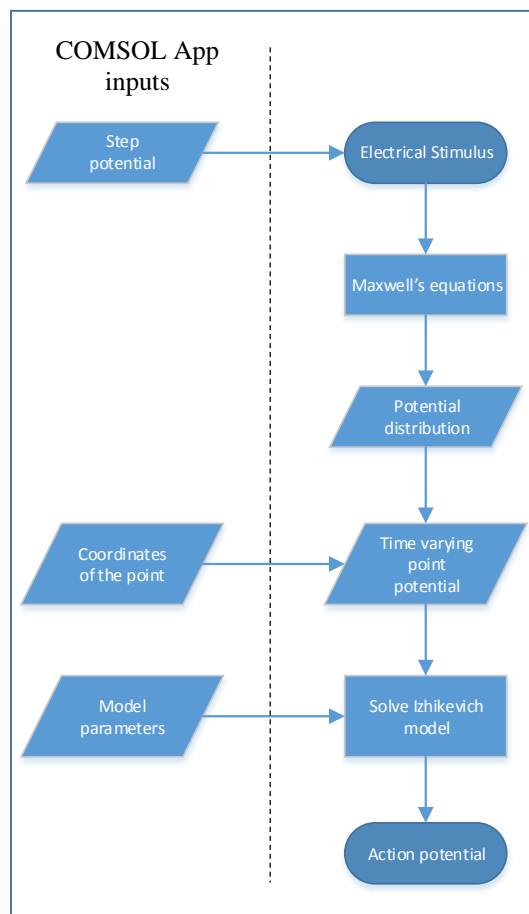 COMSOL App
inputs
Step
potential
Electrical Stimulus
Maxwell's equations
Potential
distribution
Coordinates
of the point
Time varying
point
potential
Model
parameters
Solve Izhikevich
model
Action potential